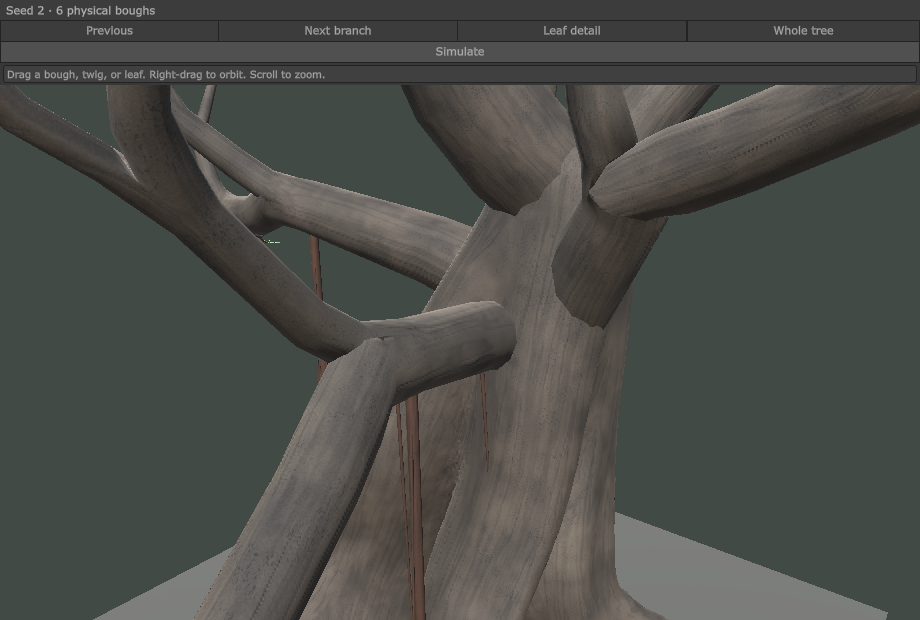 Seed 2 · 6 physical boughs
Previous
Next branch
Leaf detail
Whole tree
Simulate
Drag a bough, twig, or leaf. Right-drag to orbit. Scroll to zoom.